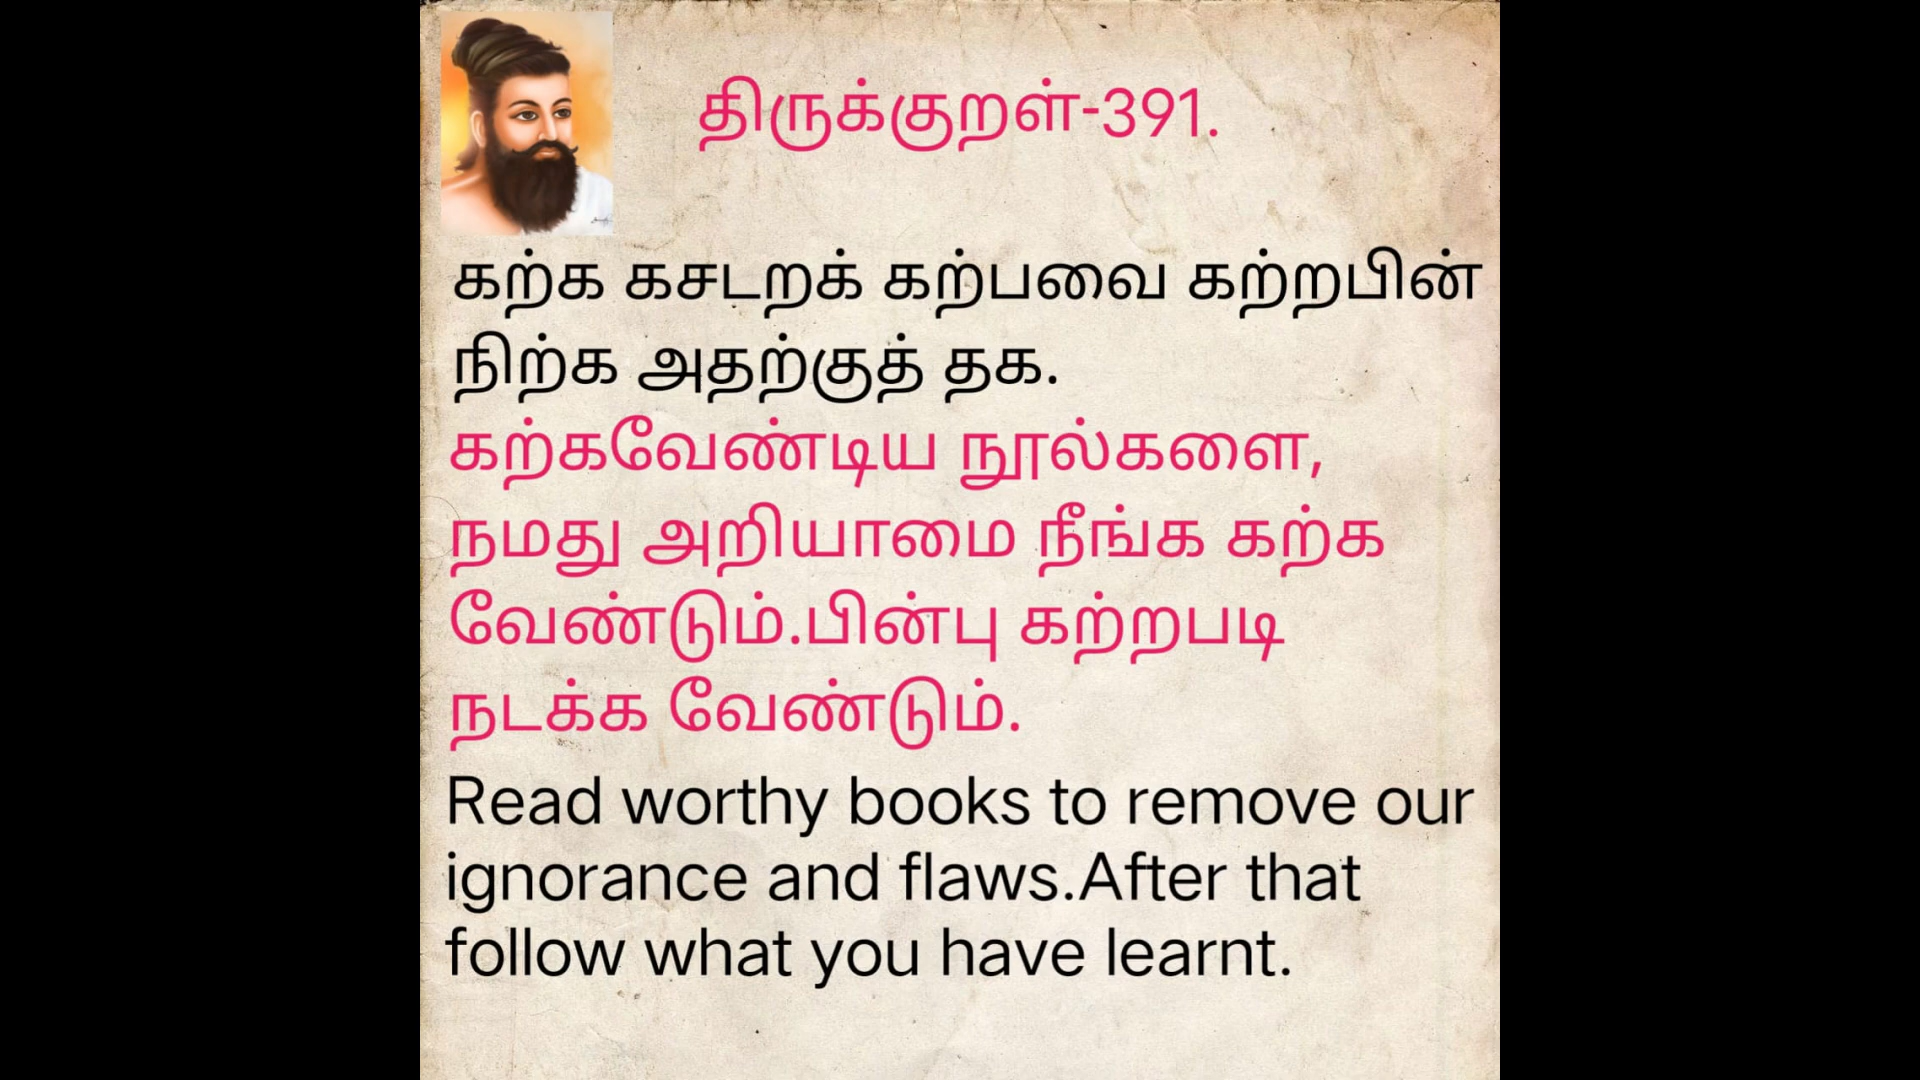 திருக்குறள்-391.
கற்க கசடறக் கற்பவை கற்றபின்
நிற்க அதற்குத் தக.
கற்கவேண்டிய நூல்களை,
நமது அறியாமை நீங்க கற்க
வேண்டும்.பின்பு கற்றபடி
நடக்க வேண்டும்.
Read worthy books to remove our
ignorance and flaws.After that
follow what you have learnt.